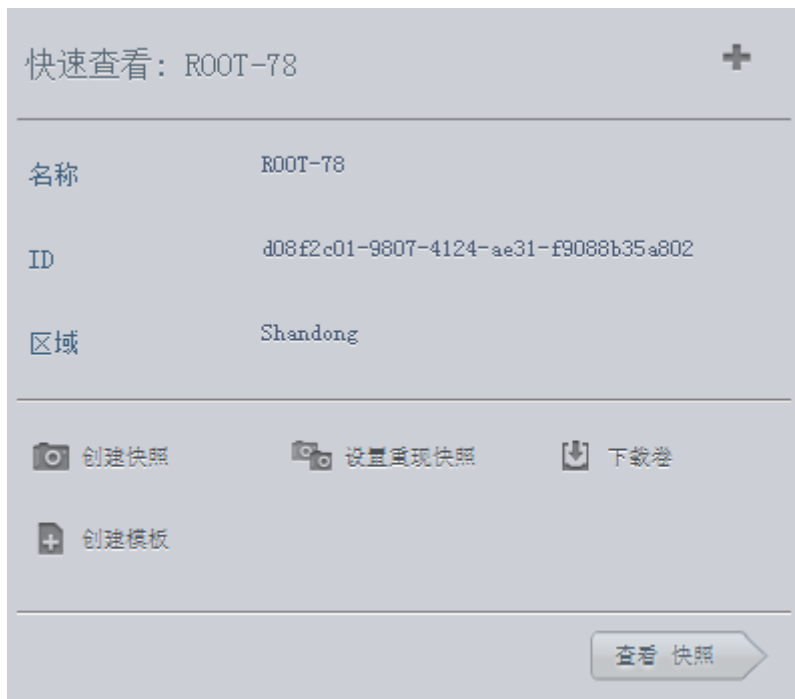 快速查看: ROOT-78
名称 ROOT-78
ID d08f2c01-9807-4124-ae31-f9088b35a802
区域 Shandong
创建快照 设置重现快照 下载卷
创建模板
查看 快照